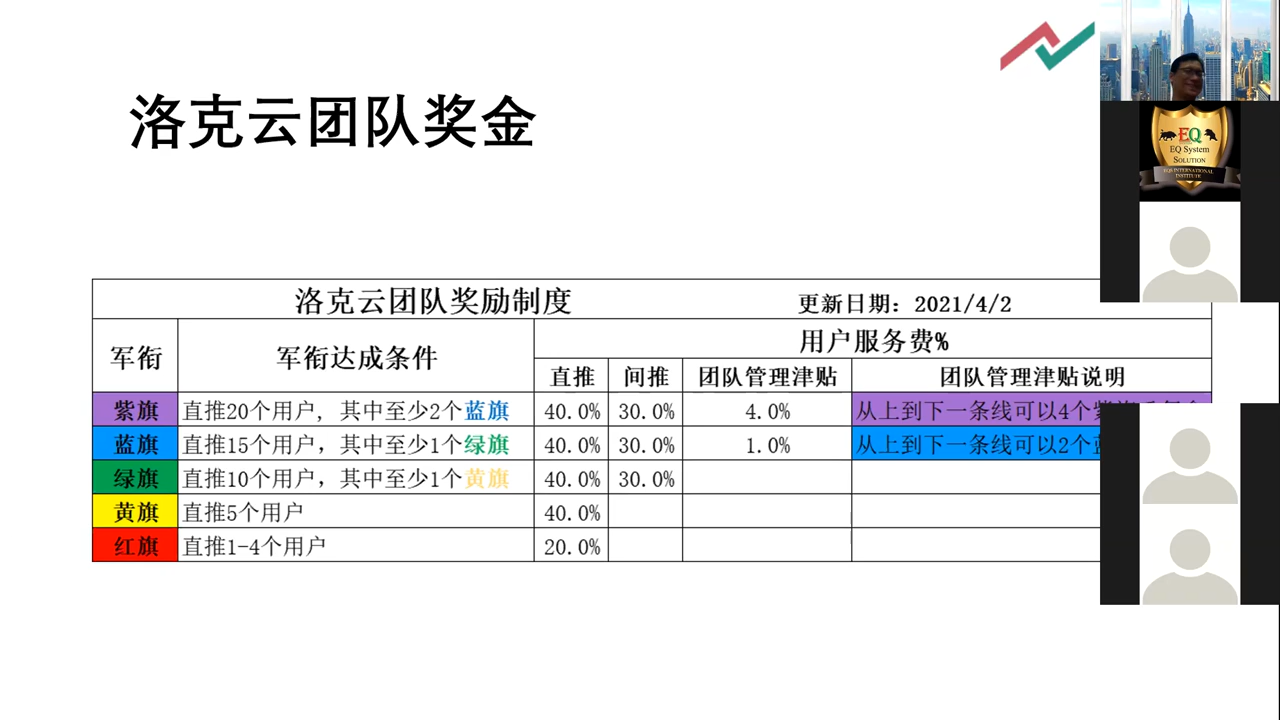 洛克云团队奖金
EQ
EQ System
Solution
EQS INTERNATIONAL
INSTITUTE
洛克云团队奖励制度 更新日期：2021/4/2
军衔 军衔达成条件 用户服务费%
直推 间推 团队管理津贴 团队管理津贴说明
紫旗 直推20个用户, 其中至少2个蓝旗 40.0% 30.0% 4.0% 从上到下一条线可以4个紫
蓝旗 直推15个用户，其中至少1个绿旗 40.0% 30.0% 1.0% 从上到下一条线可以2个
绿旗 直推10个用户，其中至少1个黄旗 40.0% 30.0%
黄旗 直推5个用户 40.0%
红旗 直推1-4个用户 20.0%